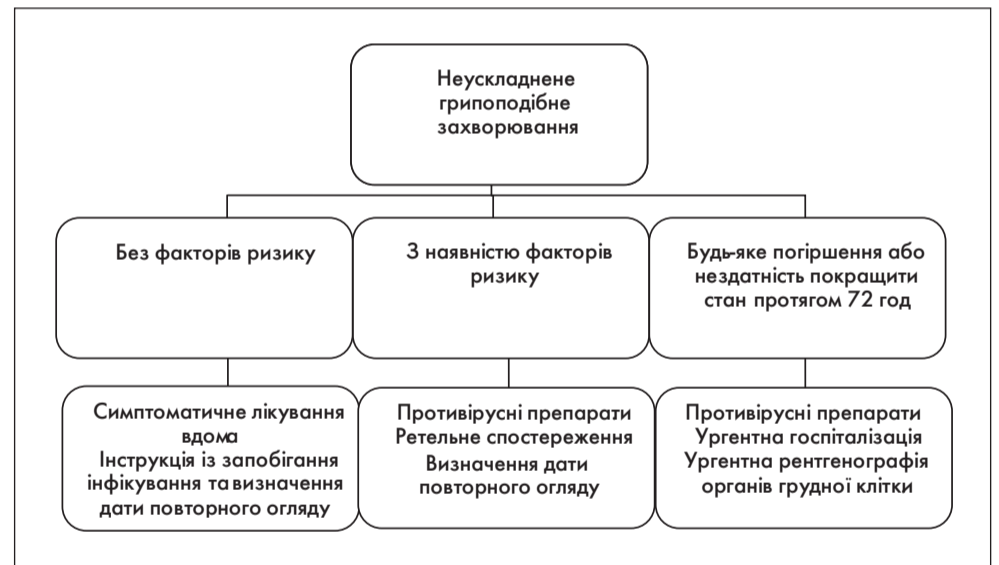 Неускладнене
грипоподібне
захворювання
Без факторів ризику
З наявністю факторів
ризику
Будь-яке погіршення або
нездатність покращити
стан протягом 72 год
Симптоматичне лікування
вдома
Інструкція із запобігання
інфікування та визначення
дати повторного огляду
Противірусні препарати
Ретельне спостереження
Визначення дати
повторного огляду
Противірусні препарати
Ургентна госпіталізація
Ургентна рентгенографія
органів грудної клітки